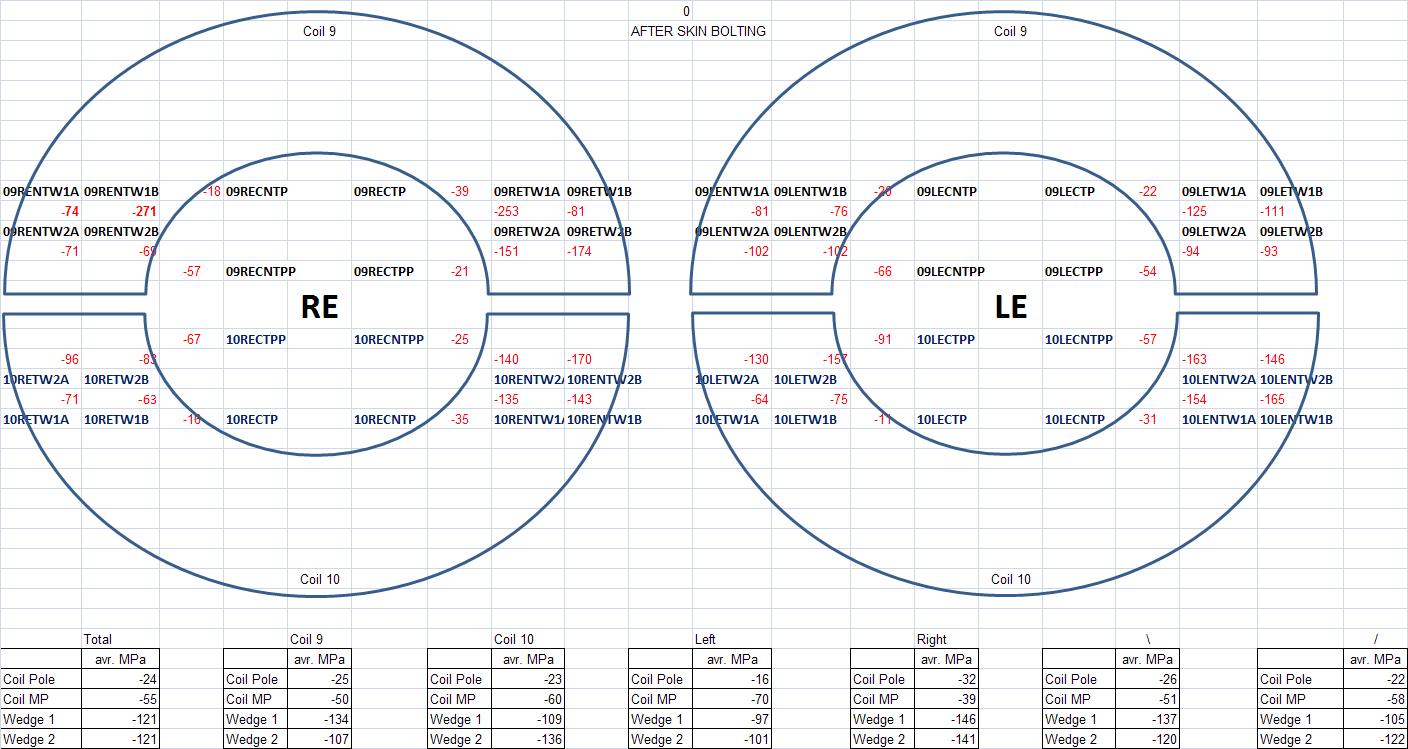 0
Coil 9 AFTER SKIN BOLTING Coil 9
09RENTW1A 09RENTW1B -18 09RECNTP 09RECTP -39 09RETW1A 09RETW1B 09LENTW1A 09LENTW1B -20 09LECNTP 09LECTP -22 09LETW1A 09LETW1B
-74 -271 -253 -81 -81 -76 -125 -111
09RENTW2A 09RENTW2B 09RETW2A 09RETW2B 09LENTW2A 09LENTW2B 09LETW2A 09LETW2B
-71 -69 -151 -174 -102 -102 -94 -93
-57 09RECNTPP 09RECTPP -21 -66 09LECNTPP 09LECTPP -54
RE LE
-67 10RECTPP 10RECNTPP -25 -91 10LECTPP 10LECNTPP -57
-96 -83 -140 -170 -130 -157 -163 -146
10RETW2A 10RETW2B 10RENTW2A 10RENTW2B 10LETW2A 10LETW2B 10LENTW2A 10LENTW2B
-71 -63 -135 -143 -64 -75 -154 -165
10RETW1A 10RETW1B -16 10RECTP 10RECNTP -35 10RENTW1A 10RENTW1B 10LETW1A 10LETW1B -11 10LECTP 10LECNTP -31 10LENTW1A 10LENTW1B
Coil 10 Coil 10
Total Coil 9 Coil 10 Left Right \ /
avr. MPa avr. MPa avr. MPa avr. MPa avr. MPa avr. MPa avr. MPa
Coil Pole -24 Coil Pole -25 Coil Pole -23 Coil Pole -16 Coil Pole -32 Coil Pole -26 Coil Pole -22
Coil MP -55 Coil MP -50 Coil MP -60 Coil MP -70 Coil MP -39 Coil MP -51 Coil MP -58
Wedge 1 -121 Wedge 1 -134 Wedge 1 -109 Wedge 1 -97 Wedge 1 -146 Wedge 1 -137 Wedge 1 -105
Wedge 2 -121 Wedge 2 -107 Wedge 2 -136 Wedge 2 -101 Wedge 2 -141 Wedge 2 -120 Wedge 2 -122